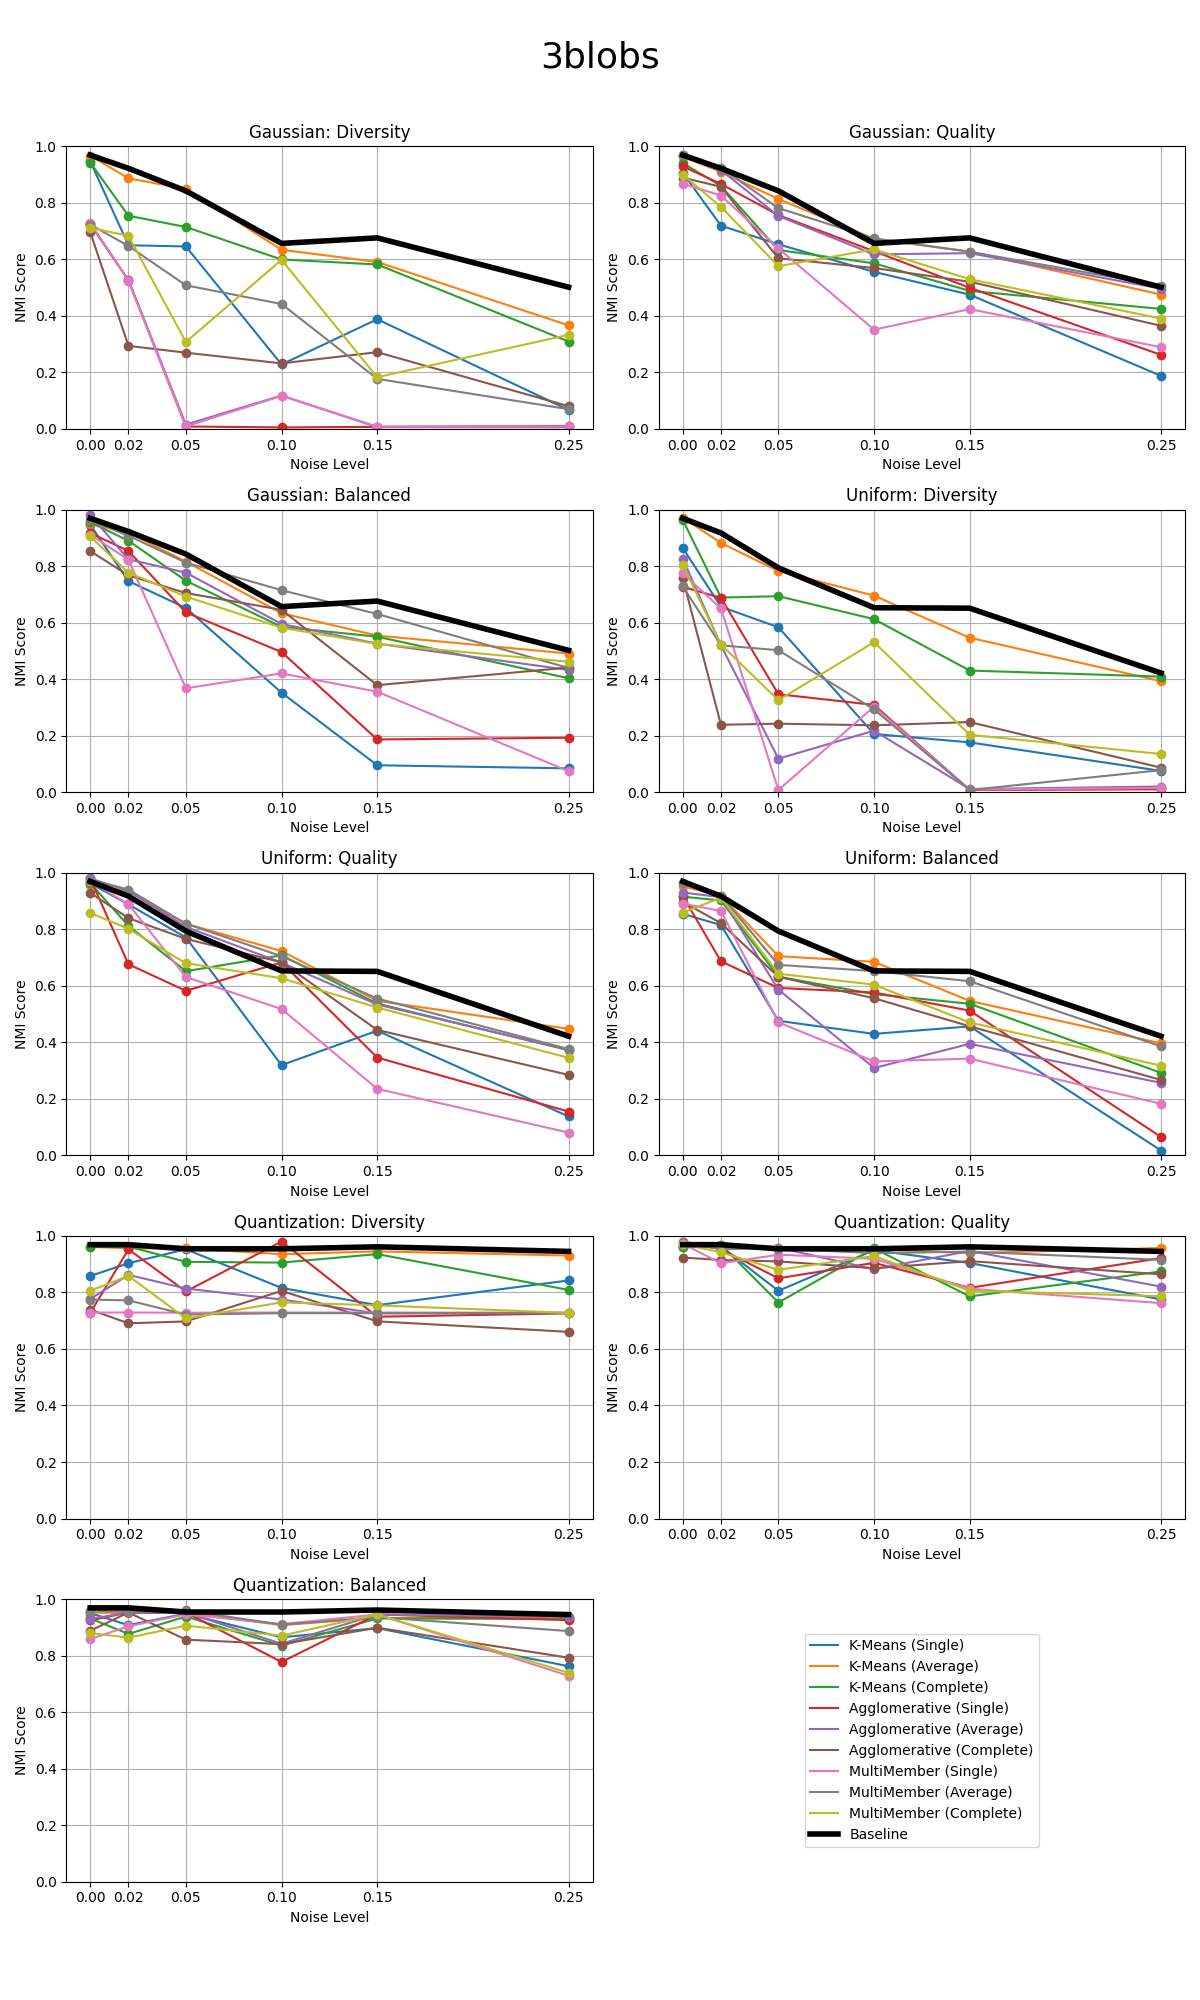 3blobs
Gaussian: Diversity
NMI Score
1.0
0.8
0.6
0.4
0.2
0.0
0.00 0.02 0.05 0.10 0.15 0.25
Noise Level
Gaussian: Quality
NMI Score
1.0
0.8
0.6
0.4
0.2
0.0
0.00 0.02 0.05 0.10 0.15 0.25
Noise Level
Gaussian: Balanced
NMI Score
1.0
0.8
0.6
0.4
0.2
0.0
0.00 0.02 0.05 0.10 0.15 0.25
Noise Level
Uniform: Diversity
NMI Score
1.0
0.8
0.6
0.4
0.2
0.0
0.00 0.02 0.05 0.10 0.15 0.25
Noise Level
Uniform: Quality
NMI Score
1.0
0.8
0.6
0.4
0.2
0.0
0.00 0.02 0.05 0.10 0.15 0.25
Noise Level
Uniform: Balanced
NMI Score
1.0
0.8
0.6
0.4
0.2
0.0
0.00 0.02 0.05 0.10 0.15 0.25
Noise Level
Quantization: Diversity
NMI Score
1.0
0.8
0.6
0.4
0.2
0.0
0.00 0.02 0.05 0.10 0.15 0.25
Noise Level
Quantization: Quality
NMI Score
1.0
0.8
0.6
0.4
0.2
0.0
0.00 0.02 0.05 0.10 0.15 0.25
Noise Level
Quantization: Balanced
NMI Score
1.0
0.8
0.6
0.4
0.2
0.0
0.00 0.02 0.05 0.10 0.15 0.25
Noise Level
K-Means (Single)
K-Means (Average)
K-Means (Complete)
Agglomerative (Single)
Agglomerative (Average)
Agglomerative (Complete)
MultiMember (Single)
MultiMember (Average)
MultiMember (Complete)
Baseline